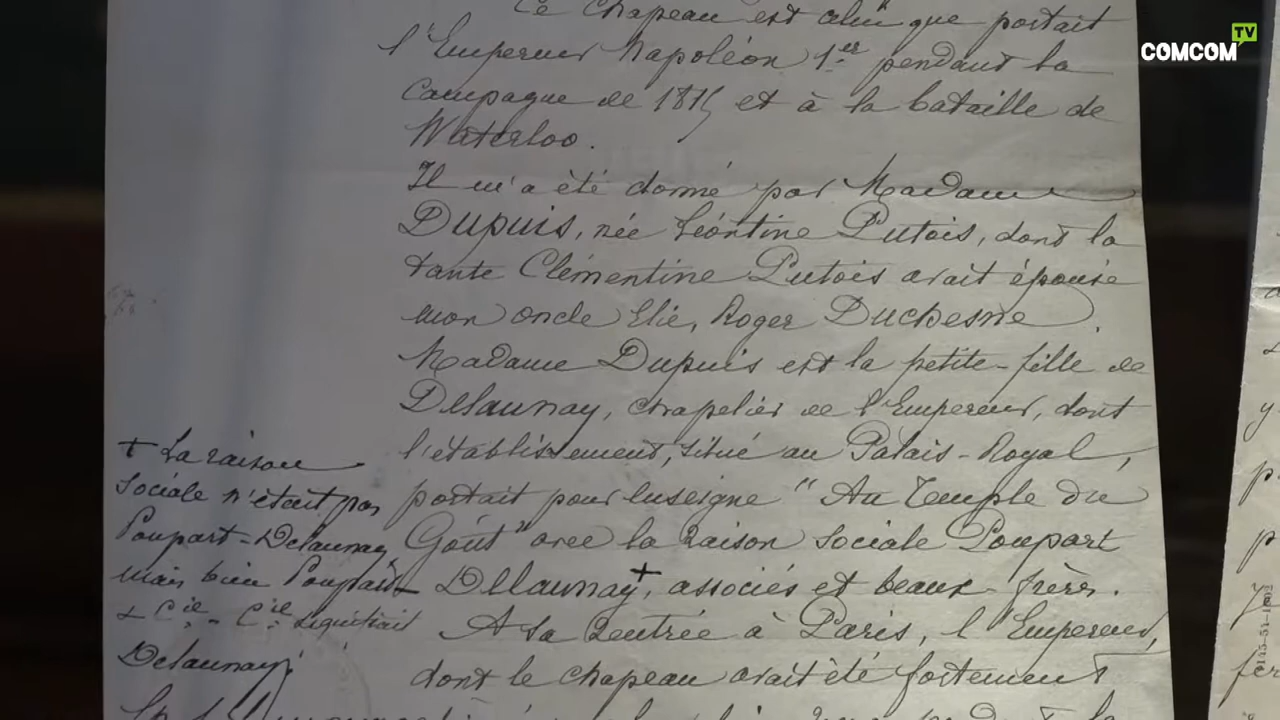 Ce chapeau est celui que portait
l'Empereur Napoléon 1er pendant la
Campagne de 1815 et à la bataille de
Waterloo.
Il m'a été donné par Madame
Dupuis, née Léontine Putois, dont la
tante Clémentine Putois avait épousé
mon oncle Elié, Roger Duchesne.
Madame Dupuis est la petite-fille de
Delaunay, chapelier de l'Empereur, dont
l'établissement, situé au Palais-Royal,
portait pour Enseigne "Au Temple du
Goût" avec la raison sociale Poupart
Delaunay+, associés et beaux-frères.
A sa rentrée à Paris, l'Empereur,
dont le chapeau avait été fortement
+ La raison
sociale n'était pas
Poupart-Delaunay
mais bien Poupart
& Cie - Cie signifiait
Delaunay
COMCOM TV